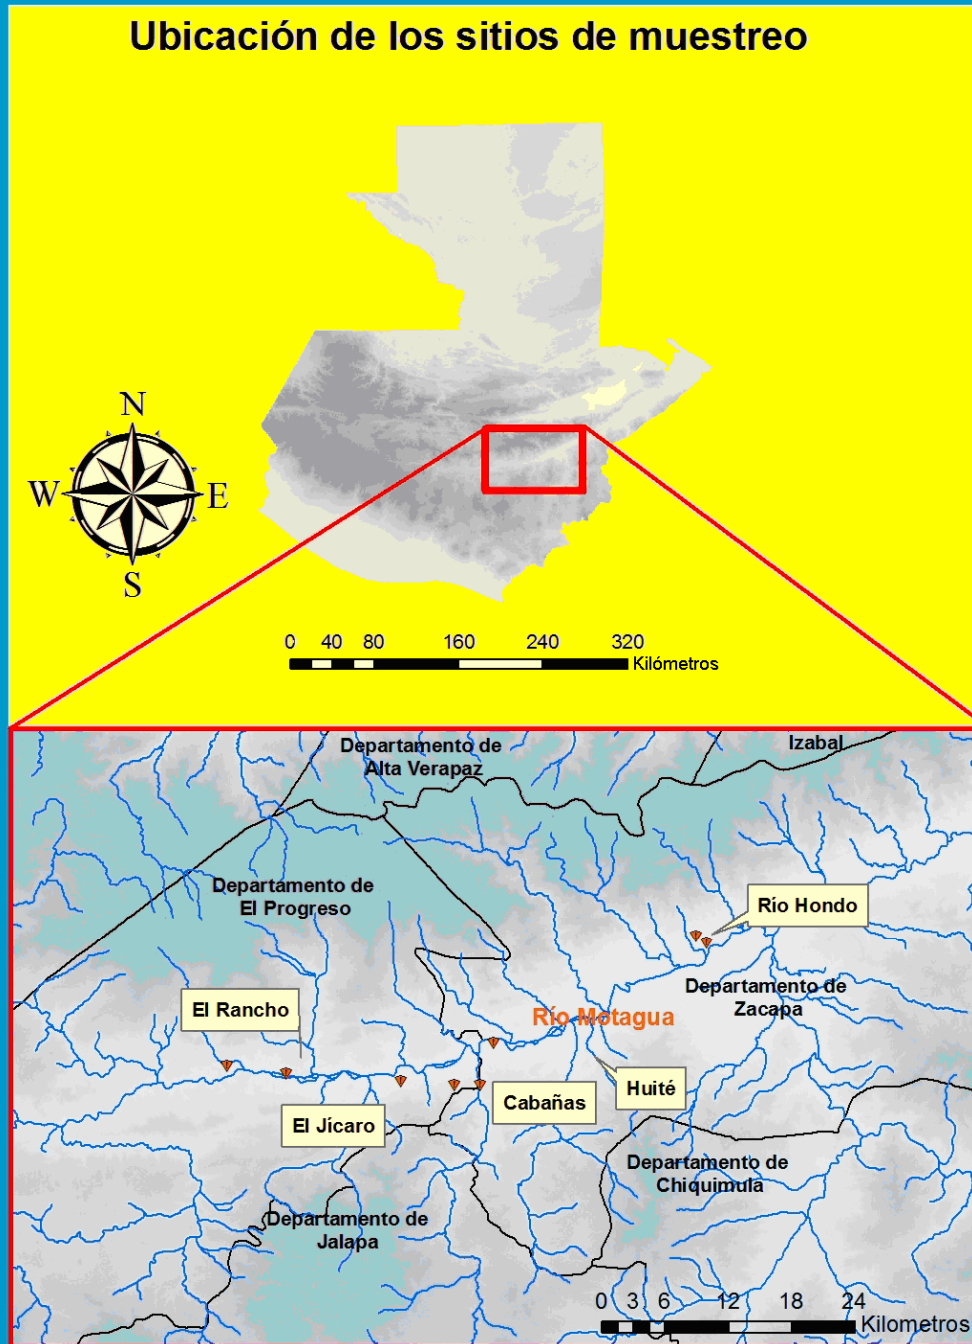 Ubicación de los sitios de muestreo
N
W
E
S
0 40 80 160 240 320
Kilómetros
Departamento de
Alta Verapaz
Izabal
Departamento de
El Progreso
Río Hondo
Departamento de
Zacapa
El Rancho
Río Motagua
Huité
Cabañas
El Jícaro
Departamento de
Chiquimula
Departamento de
Jalapa
0 3 6 12 18 24
Kilometros